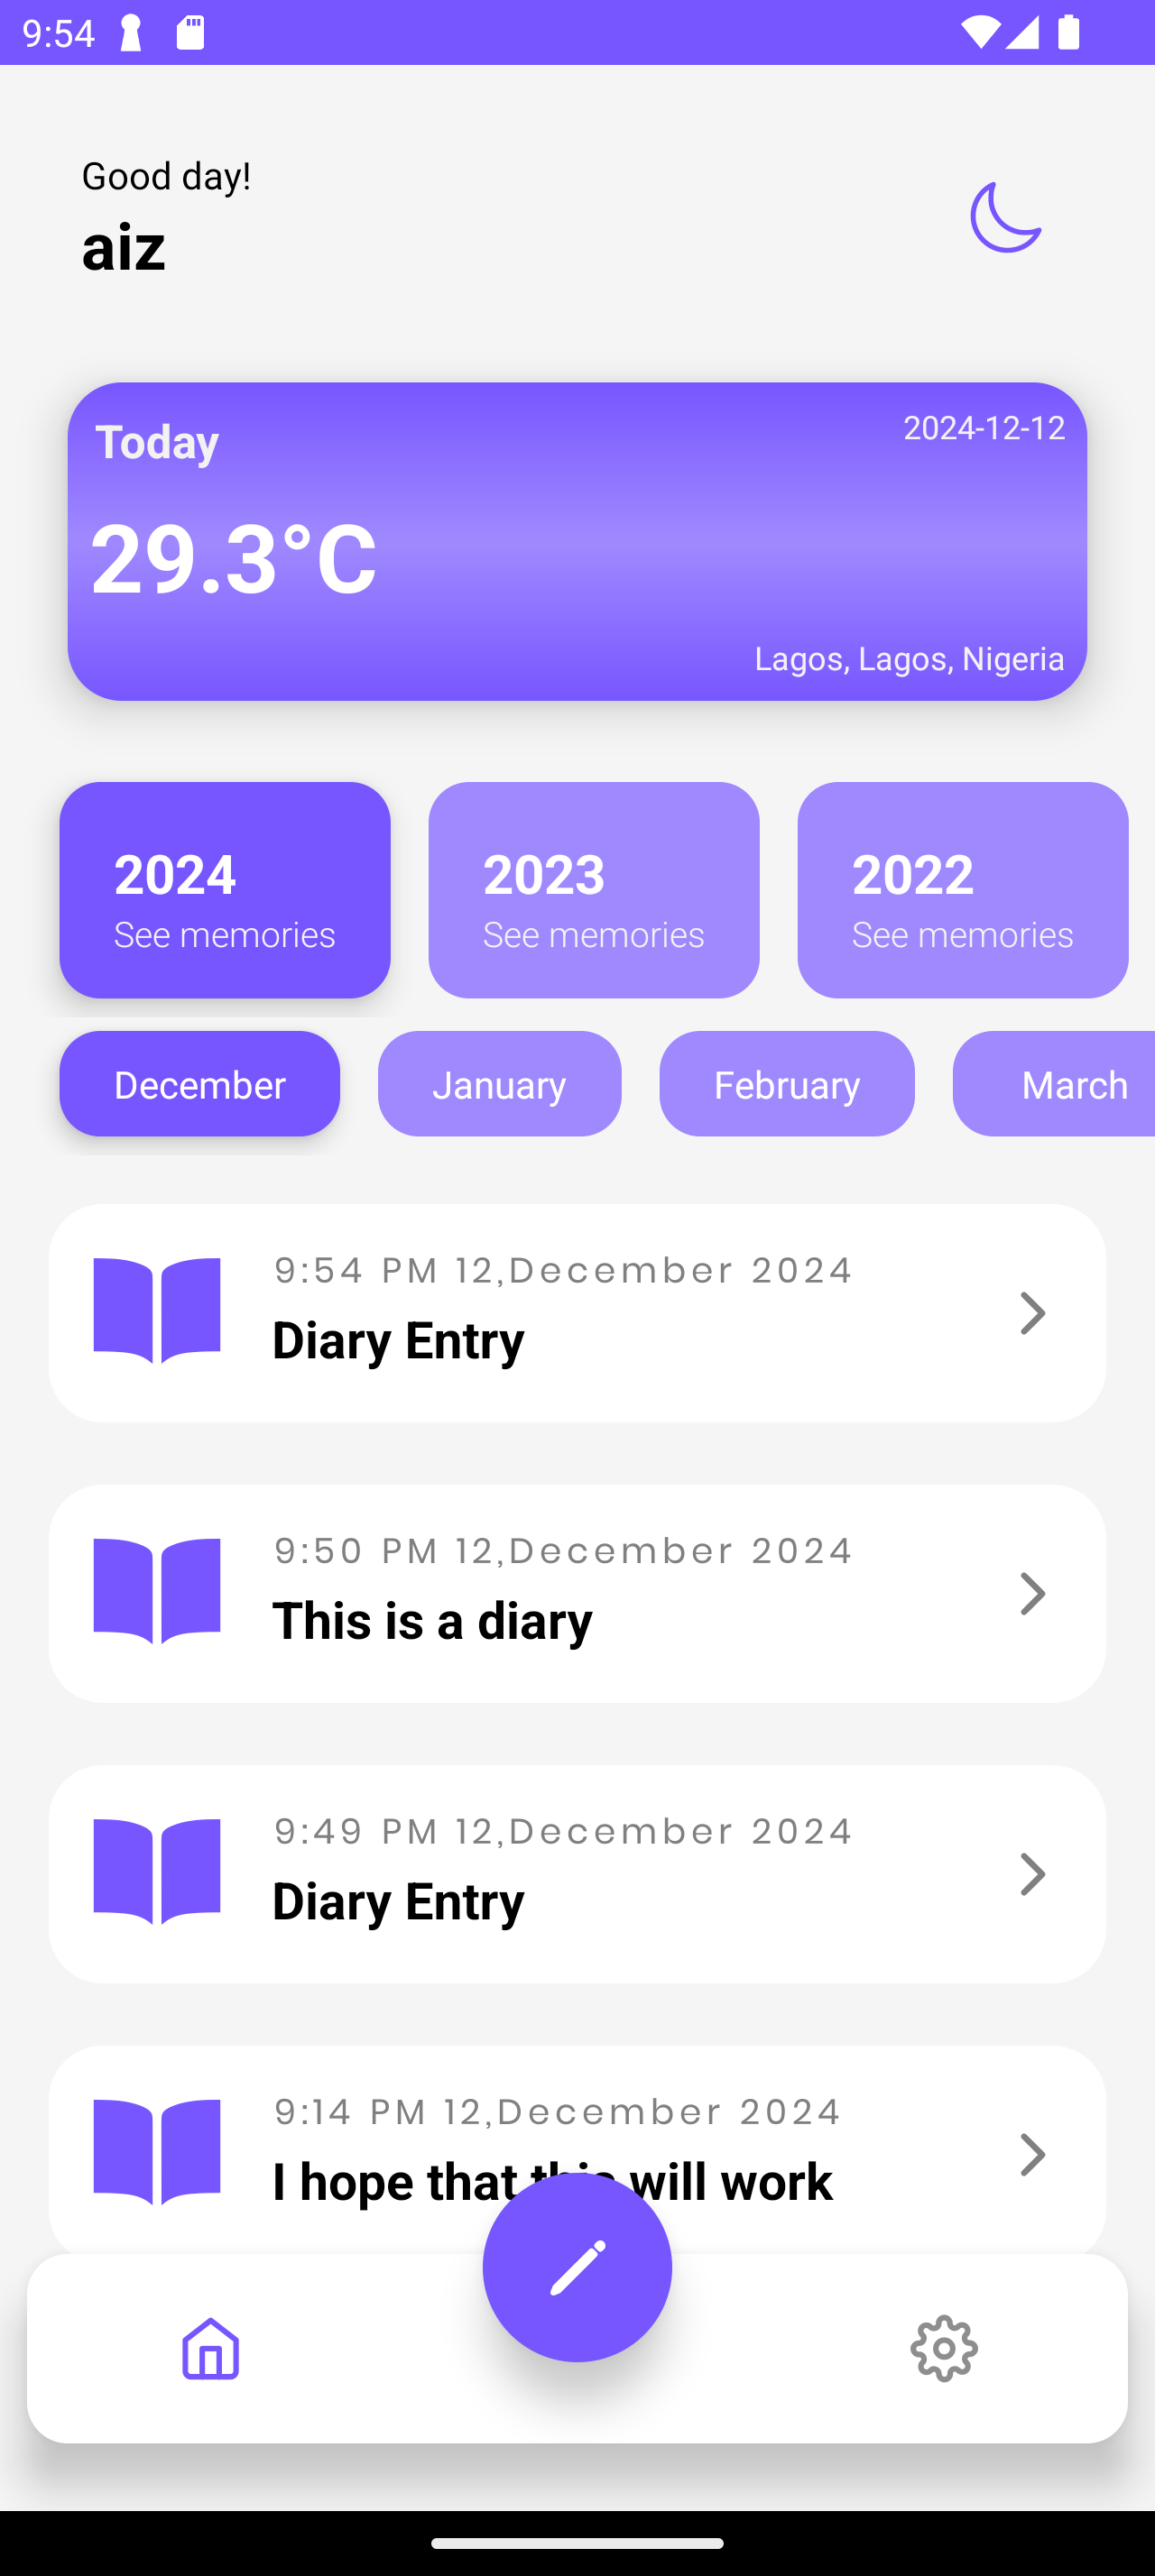 9:54
Good day!
aiz
Today
2024-12-12
29.3°C
Lagos, Lagos, Nigeria
2024 2023 2022
See memories See memories See memories
December January February March
9:54 PM 12,December 2024
Diary Entry
9:50 PM 12,December 2024
This is a diary
9:49 PM 12,December 2024
Diary Entry
9:14 PM 12,December 2024
I hope that this will work